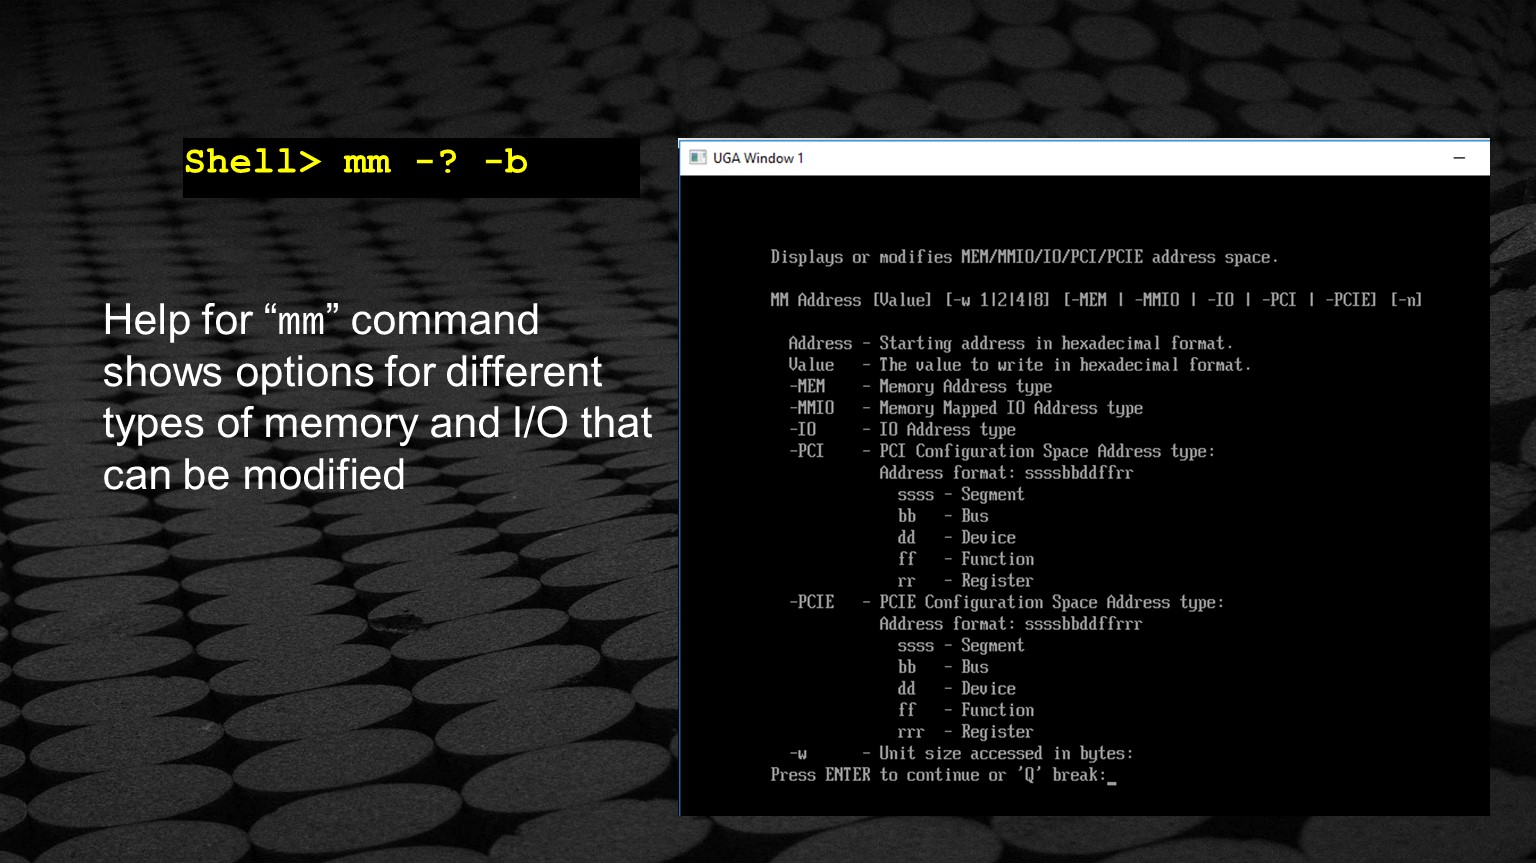 Shell> mm -? -b
Help for “mm” command
shows options for different
types of memory and I/O that
can be modified
UGA Window 1
Displays or modifies MEM/MMIO/IO/PCI/PCIE address space.
MM Address [Value] [-w 1|2|4|8] [-MEM | -MMIO | -IO | -PCI | -PCIE] [-n]
Address - Starting address in hexadecimal format.
Value - The value to write in hexadecimal format.
-MEM - Memory Address type
-MMIO - Memory Mapped IO Address type
-IO - IO Address type
-PCI - PCI Configuration Space Address type:
Address format: ssssbbddffrr
ssss - Segment
bb - Bus
dd - Device
ff - Function
rr - Register
-PCIE - PCIE Configuration Space Address type:
Address format: ssssbbddffrrr
ssss - Segment
bb - Bus
dd - Device
ff - Function
rrr - Register
-w - Unit size accessed in bytes:
Press ENTER to continue or 'Q' break:_